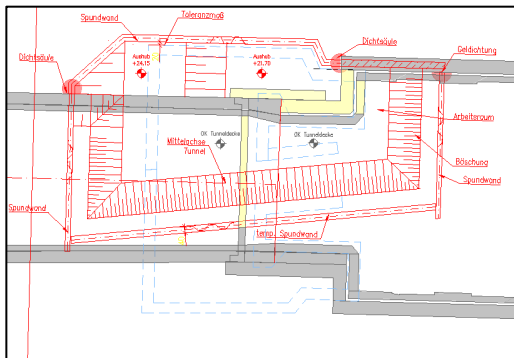 Toleranzmaß
Spundwand
Dichtsäule
Aushub
+24,15
Aushub
+21,70
Dichtsäule
Geldichtung
Arbeitsraum
OK Tunneldecke
OK Tunneldecke
Mittelachse
Tunnel
Böschung
Spundwand
Spundwand
temp. Spundwand